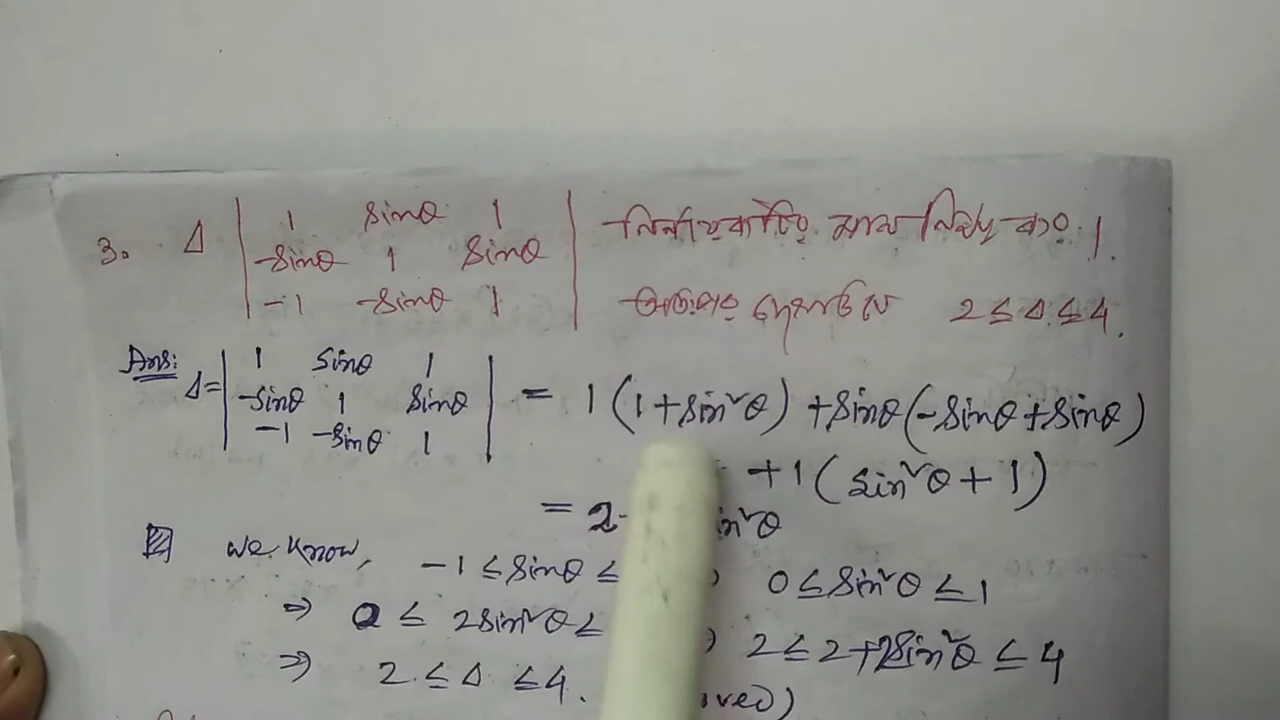 3. Δ | 1 sinθ 1 | নির্ণায়কটির মান নির্ণয় কর।
| -sinθ 1 sinθ |
| -1 -sinθ 1 | অতঃপর দেখাও যে 2 ≤ Δ ≤ 4.
Ans: Δ= | 1 sinθ 1 |
| -sinθ 1 sinθ | = 1(1+sin²θ) +sinθ(-sinθ+sinθ)
| -1 -sinθ 1 | +1(sin²θ+1)
= 2 in²θ
We know, -1 ≤ sinθ ≤ 0 ≤ sin²θ ≤ 1
⇒ 0 ≤ 2sin²θ ≤ 2 ≤ 2+2sin²θ ≤ 4
⇒ 2 ≤ Δ ≤ 4. oved)